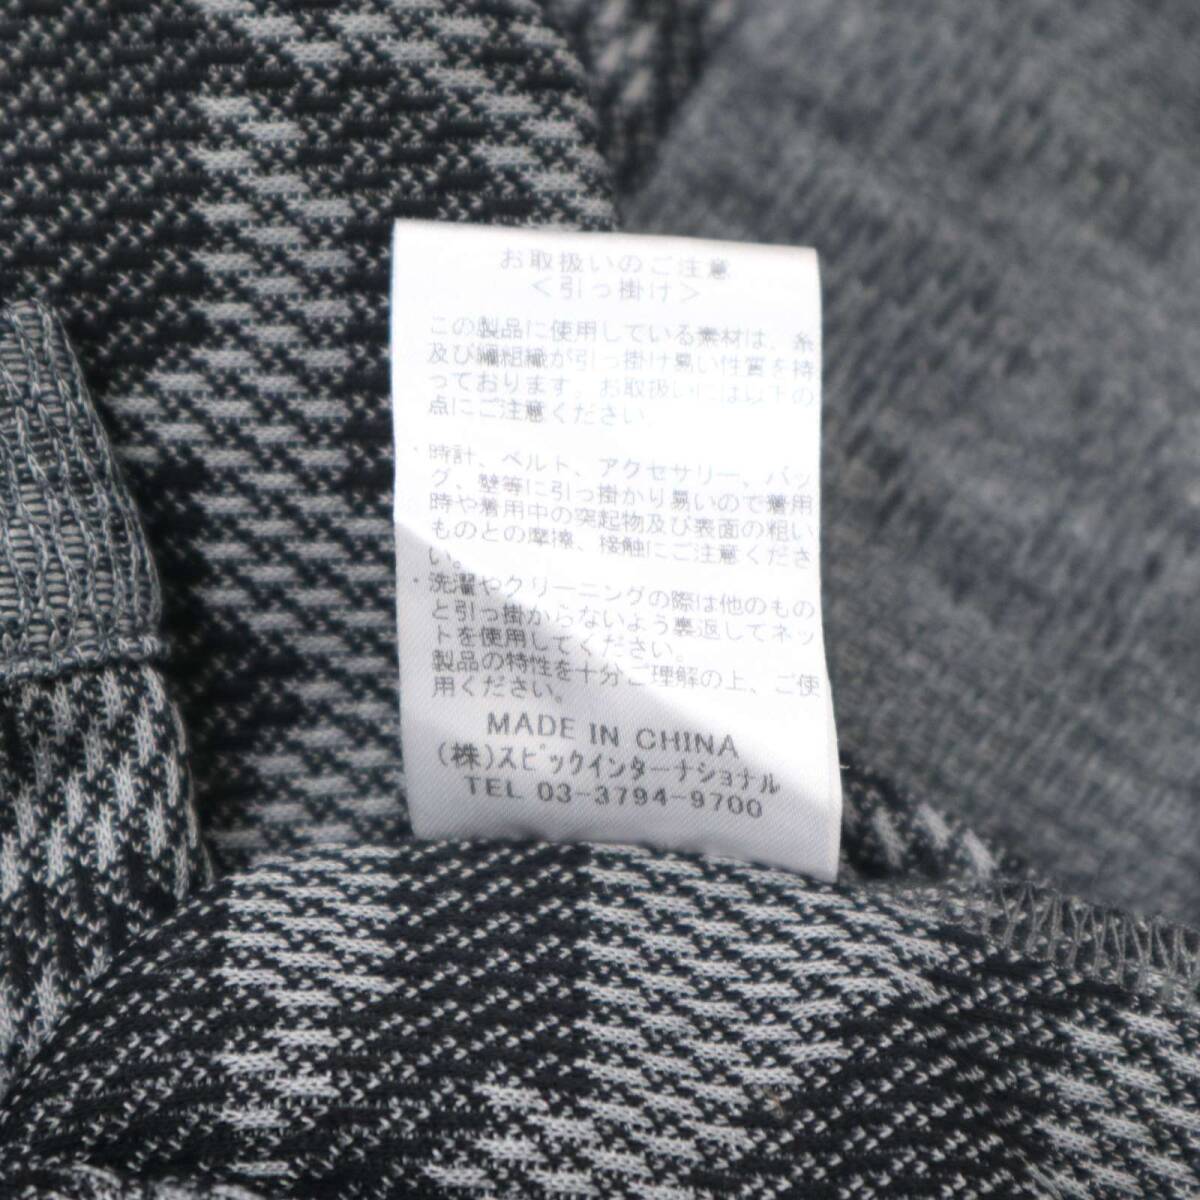 お取扱いのご注意
＜引っ掛け＞
この製品に使用している素材は、糸
及び編組織が引っ掛け易い性質を持
っております。お取扱いには以下の
点にご注意ください。
・時計、ベルト、アクセサリー、バッ
グ、壁等に引っ掛かり易いので着用
時や着用中の突起物及び表面の粗い
ものとの摩擦、接触にご注意くださ
い。
・洗濯やクリーニングの際は他のもの
と引っ掛からないよう裏返してネッ
トを使用してください。
製品の特性を十分ご理解の上、ご使
用ください。
MADE IN CHINA
(株)スピックインターナショナル
TEL 03-3794-9700